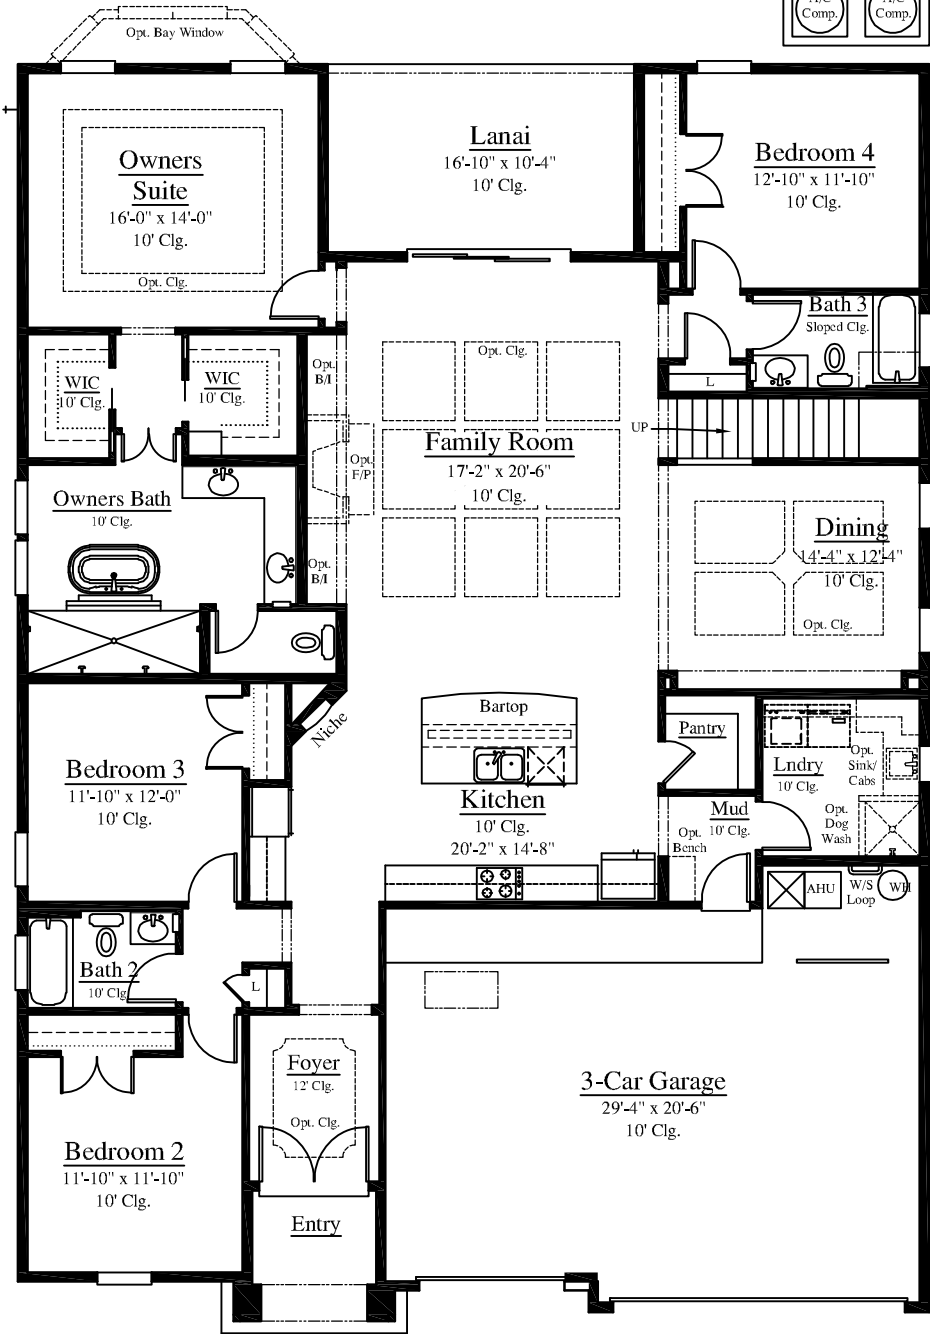 A/C
Comp.
A/C
Comp.
Opt. Bay Window
Owners
Suite
16'-0" x 14'-0"
10' Clg.
Opt. Clg.
Lanai
16'-10" x 10'-4"
10' Clg.
Bedroom 4
12'-10" x 11'-10"
10' Clg.
Bath 3
Sloped Clg.
L
UP
WIC
10' Clg.
WIC
10' Clg.
Opt.
B/I
Opt. Clg.
Family Room
17'-2" x 20'-6"
10' Clg.
Opt.
F/P
Opt.
B/I
Owners Bath
10' Clg.
Dining
14'-4" x 12'-4"
10' Clg.
Opt. Clg.
Niche
Bartop
Kitchen
10' Clg.
20'-2" x 14'-8"
Pantry
Lndry
10' Clg.
Opt.
Sink/
Cabs
Opt.
Dog
Wash
Mud
10' Clg.
Opt.
Bench
Bedroom 3
11'-10" x 12'-0"
10' Clg.
AHU
W/S
Loop
WH
Bath 2
10' Clg.
L
Foyer
12' Clg.
Opt. Clg.
3-Car Garage
29'-4" x 20'-6"
10' Clg.
Bedroom 2
11'-10" x 11'-10"
10' Clg.
Entry